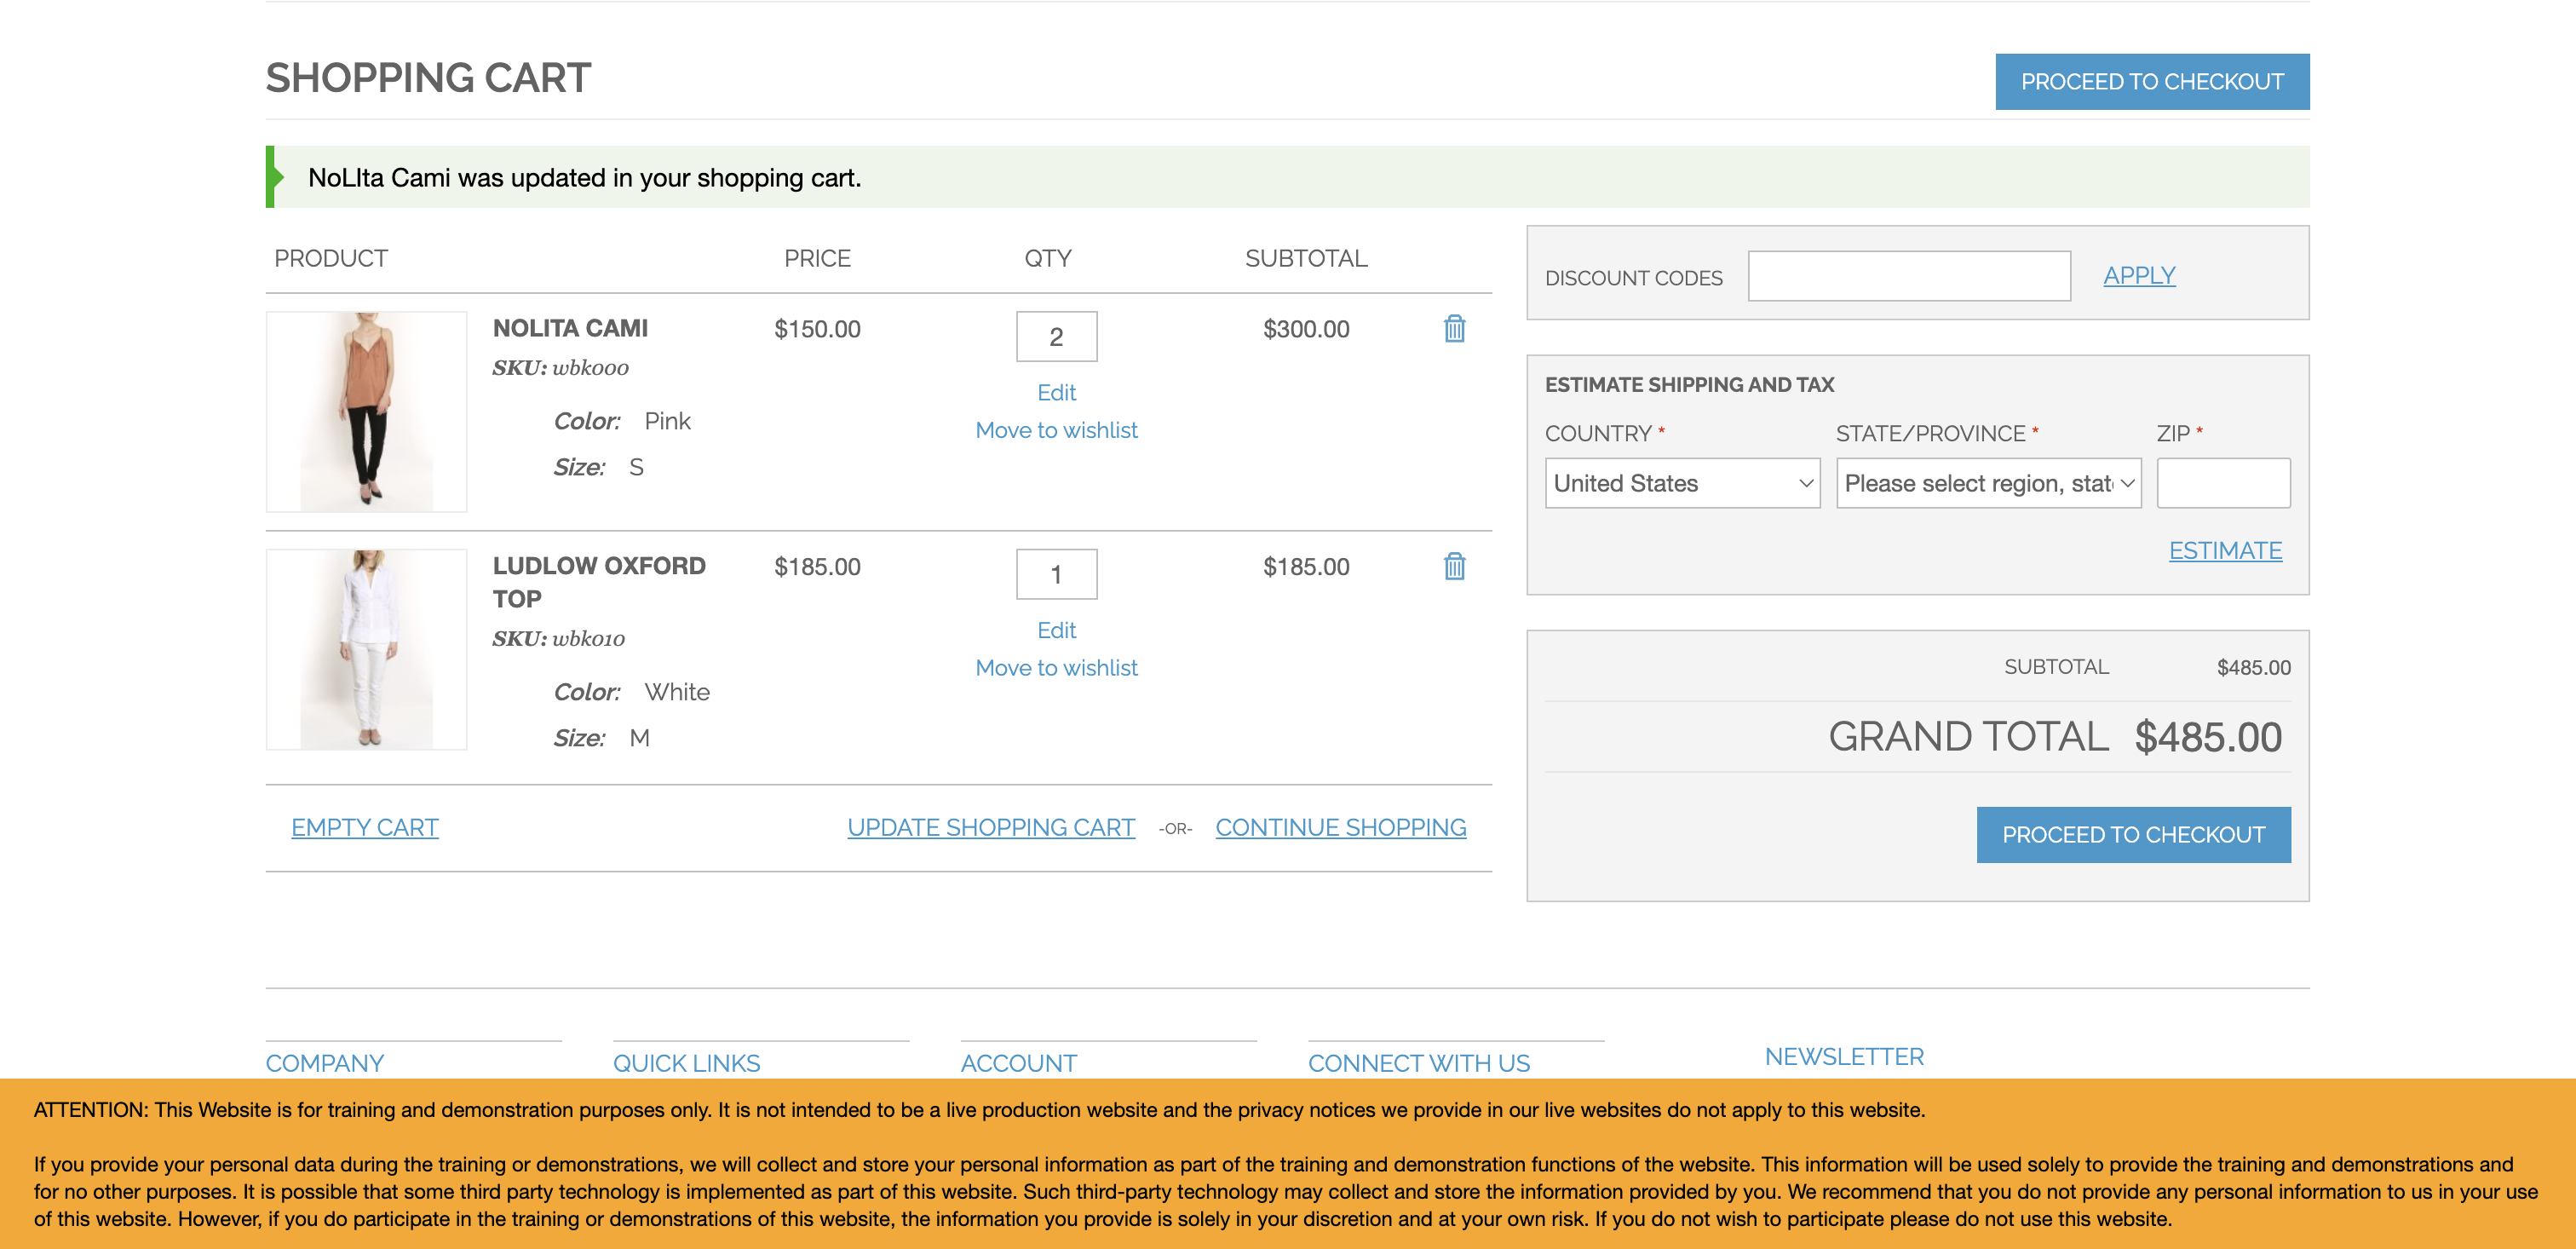 SHOPPING CART
PROCEED TO CHECKOUT
NoLIta Cami was updated in your shopping cart.
PRODUCT PRICE QTY SUBTOTAL
NOLITA CAMI $150.00 2 $300.00
SKU: wbk000
Edit
Color: Pink
Move to wishlist
Size: S
LUDLOW OXFORD $185.00 1 $185.00
TOP
SKU: wbk010
Edit
Move to wishlist
Color: White
Size: M
EMPTY CART UPDATE SHOPPING CART -OR- CONTINUE SHOPPING
DISCOUNT CODES APPLY
ESTIMATE SHIPPING AND TAX
COUNTRY * STATE/PROVINCE * ZIP *
United States Please select region, stat
ESTIMATE
SUBTOTAL $485.00
GRAND TOTAL $485.00
PROCEED TO CHECKOUT
COMPANY QUICK LINKS ACCOUNT CONNECT WITH US NEWSLETTER
ATTENTION: This Website is for training and demonstration purposes only. It is not intended to be a live production website and the privacy notices we provide in our live websites do not apply to this website.
If you provide your personal data during the training or demonstrations, we will collect and store your personal information as part of the training and demonstration functions of the website. This information will be used solely to provide the training and demonstrations and
for no other purposes. It is possible that some third party technology is implemented as part of this website. Such third-party technology may collect and store the information provided by you. We recommend that you do not provide any personal information to us in your use
of this website. However, if you do participate in the training or demonstrations of this website, the information you provide is solely in your discretion and at your own risk. If you do not wish to participate please do not use this website.